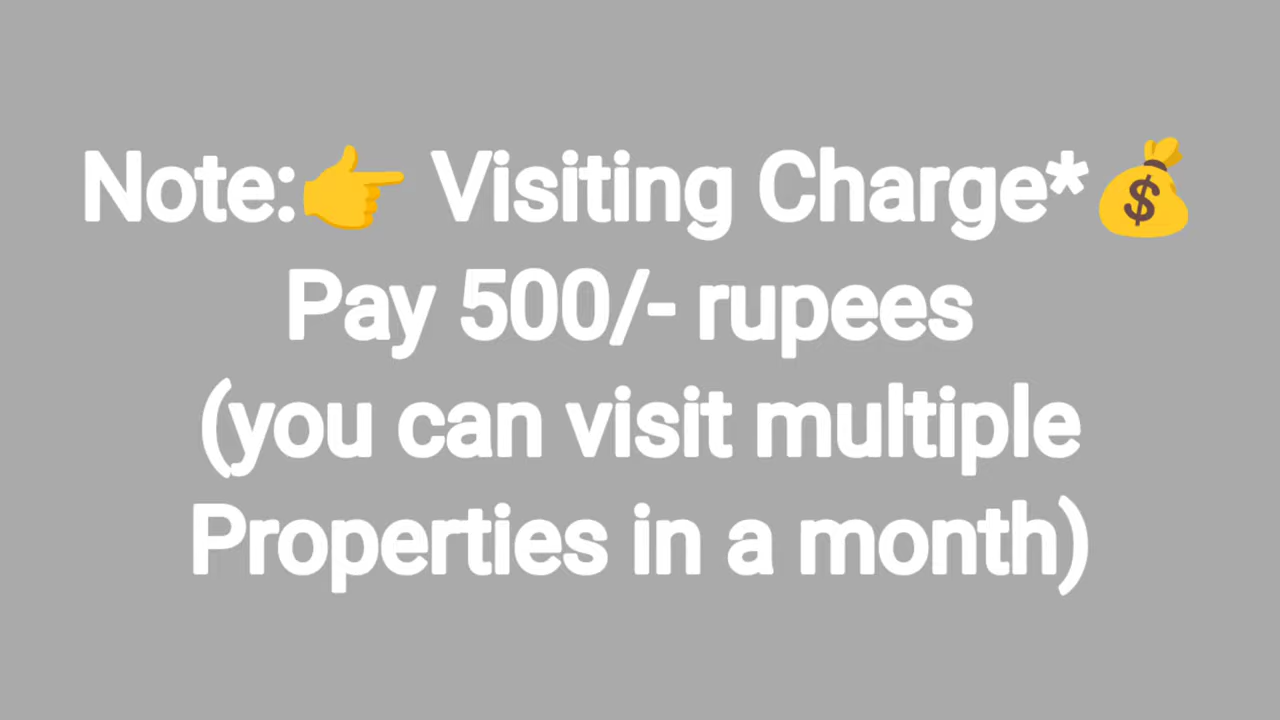 Note:👉 Visiting Charge*💰
Pay 500/- rupees
(you can visit multiple
Properties in a month)